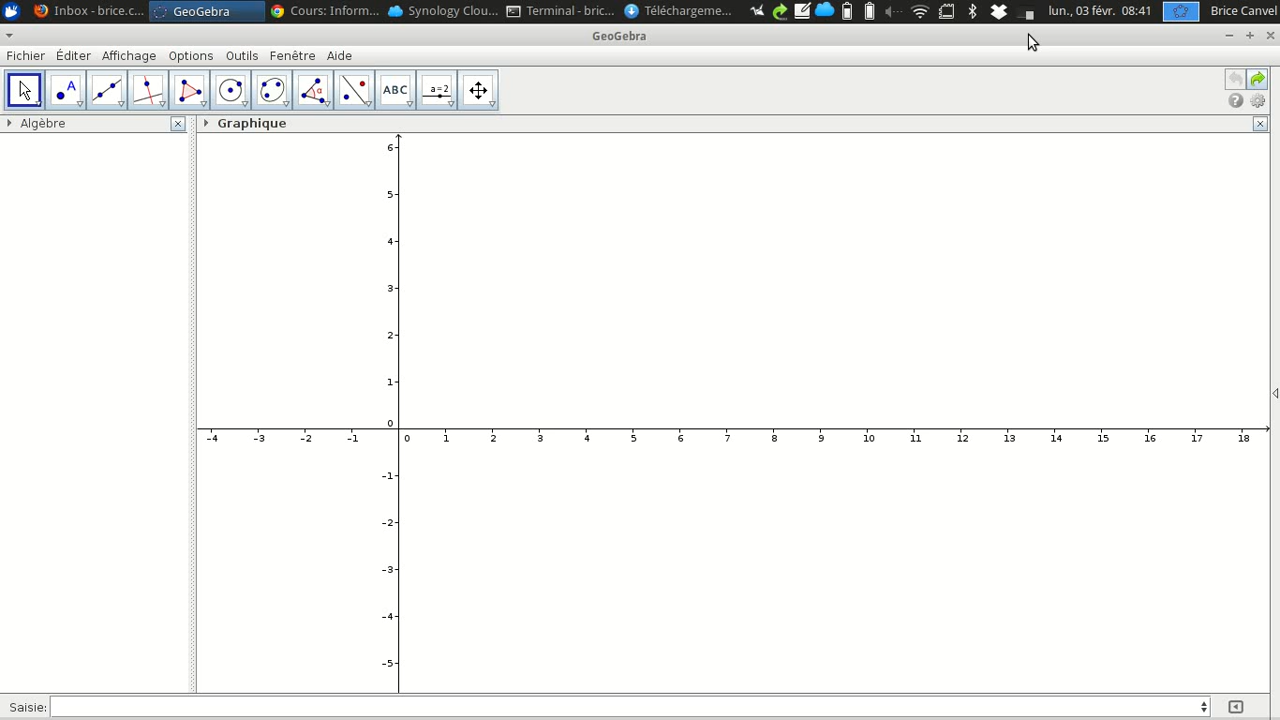 Inbox - brice.c... GeoGebra Cours: Inform... Synology Clou... Terminal - bric... Téléchargeme... lun., 03 févr. 08:41 Brice Canvel
GeoGebra
Fichier Éditer Affichage Options Outils Fenêtre Aide
A α ABC a=2
Algèbre Graphique
6
5
4
3
2
1
0
-4 -3 -2 -1 0 1 2 3 4 5 6 7 8 9 10 11 12 13 14 15 16 17 18
-1
-2
-3
-4
-5
Saisie: